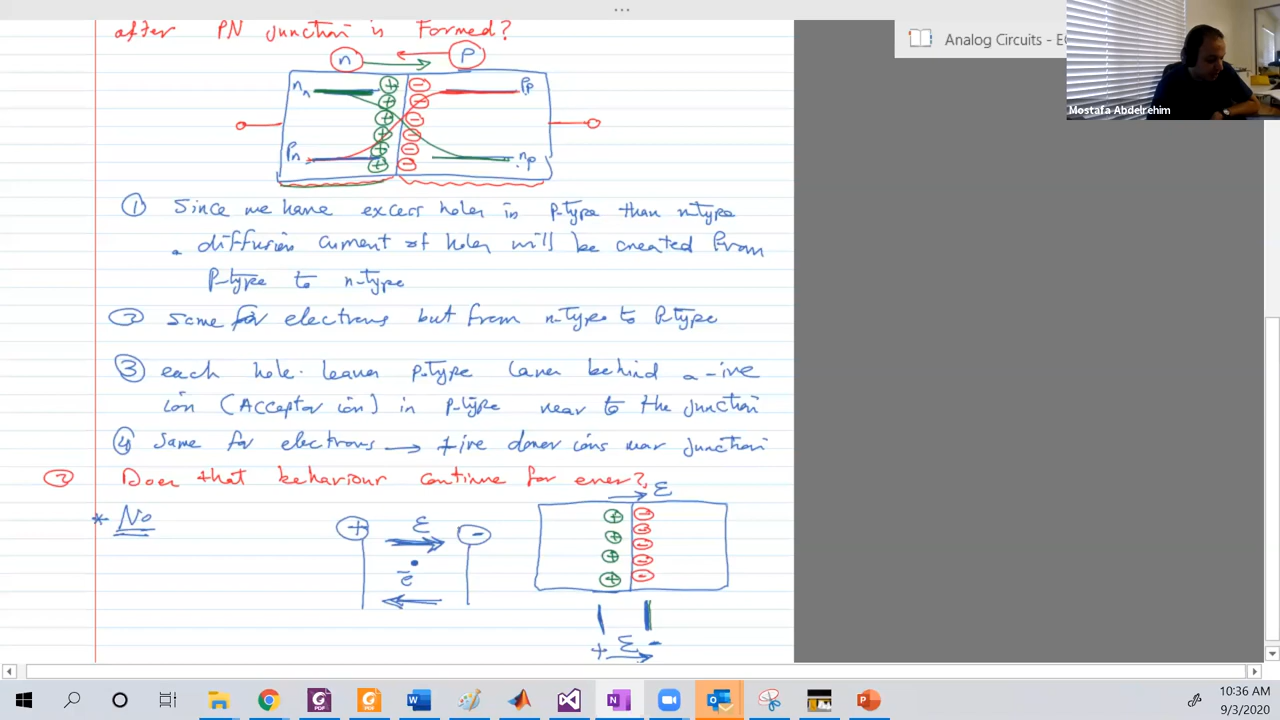 after PN junction is Formed?
n P
nn Pp
Pn np
① Since we have excess holes in p-type than n-type
. diffusion current of holes will be created From
P-type to n-type
② Same for electrons but from n-type to P-type
③ each hole leaves p-type leaves behind a -ive
ion (Acceptor ion) in p-type near to the junction
④ Same for electrons → +ive donor ions near junction
② Does that behaviour continue for ever?
* No
+ ε -
ē
ε
+ ε -
Analog Circuits - E
Mostafa Abdelrehim
10:36 AM
9/3/2020